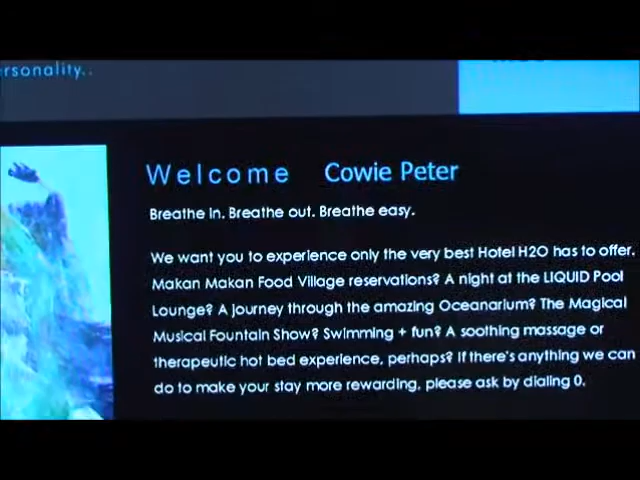 ersonality..
Welcome Cowie Peter
Breathe in. Breathe out. Breathe easy.
We want you to experience only the very best Hotel H2O has to offer.
Makan Makan Food Village reservations? A night at the LIQUID Pool
Lounge? A journey through the amazing Oceanarium? The Magical
Musical Fountain Show? Swimming + fun? A soothing massage or
therapeutic hot bed experience, perhaps? If there's anything we can
do to make your stay more rewarding, please ask by dialing 0.